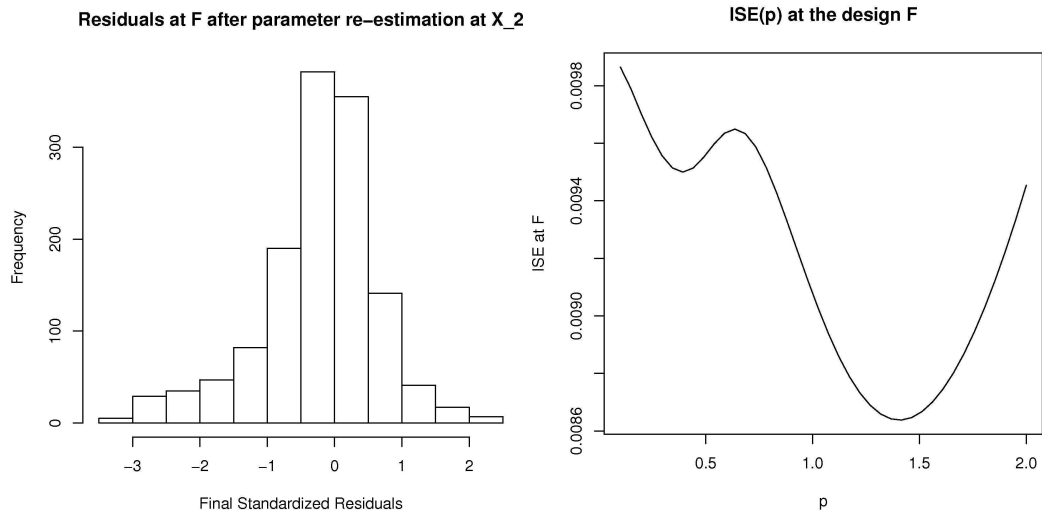 Residuals at F after parameter re−estimation at X_2
Frequency
300
200
100
0
−3 −2 −1 0 1 2
Final Standardized Residuals
ISE(p) at the design F
ISE at F
0.0098
0.0094
0.0090
0.0086
0.5 1.0 1.5 2.0
p